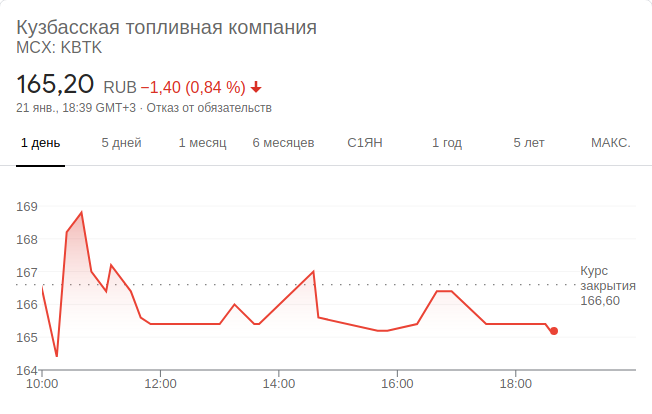 Кузбасская топливная компания
MCX: KBTK
165,20 RUB −1,40 (0,84 %)
21 янв., 18:39 GMT+3 · Отказ от обязательств
1 день 5 дней 1 месяц 6 месяцев С1ЯН 1 год 5 лет МАКС.
169
168
167
166
165
164
Курс
закрытия
166,60
10:00 12:00 14:00 16:00 18:00